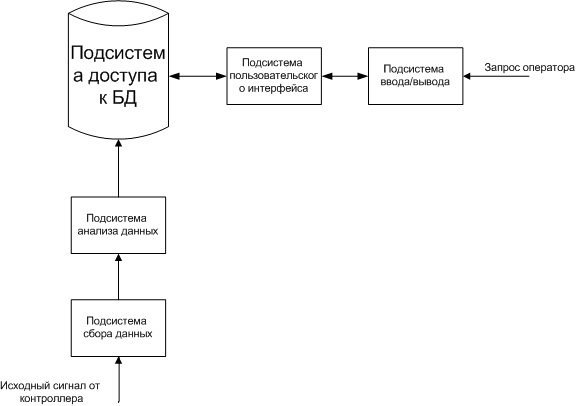 Подсистем
а доступа
к БД
Подсистема
пользовательског
о интерфейса
Подсистема
ввода/вывода
Запрос оператора
Подсистема
анализа данных
Подсистема
сбора данных
Исходный сигнал от
контроллера